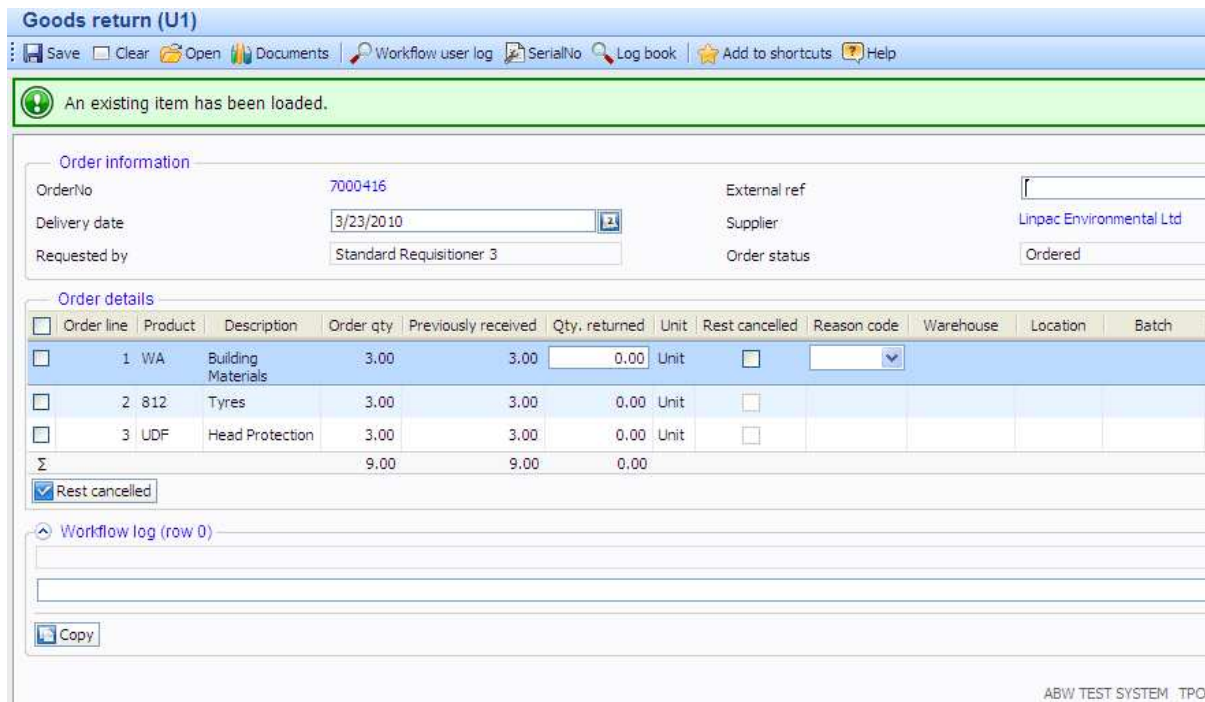 Goods return (U1)
Save Clear Open Documents Workflow user log SerialNo Log book Add to shortcuts Help
An existing item has been loaded.
Order information
OrderNo 7000416 External ref
Delivery date 3/23/2010 Supplier Linpac Environmental Ltd
Requested by Standard Requisitioner 3 Order status Ordered
Order details
Order line Product Description Order qty Previously received Qty. returned Unit Rest cancelled Reason code Warehouse Location Batch
1 WA Building 3.00 3.00 0.00 Unit
Materials
2 812 Tyres 3.00 3.00 0.00 Unit
3 UDF Head Protection 3.00 3.00 0.00 Unit
Σ 9.00 9.00 0.00
Rest cancelled
Workflow log (row 0)
Copy
ABW TEST SYSTEM TPO